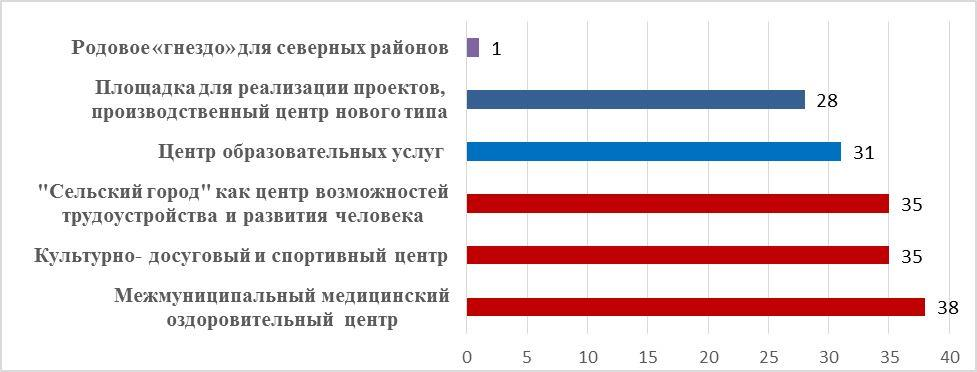 Родовое «гнездо» для северных районов
1
Площадка для реализации проектов,
производственный центр нового типа
28
Центр образовательных услуг
31
"Сельский город" как центр возможностей
трудоустройства и развития человека
35
Культурно- досуговый и спортивный центр
35
Межмуниципальный медицинский
оздоровительный центр
38
0 5 10 15 20 25 30 35 40